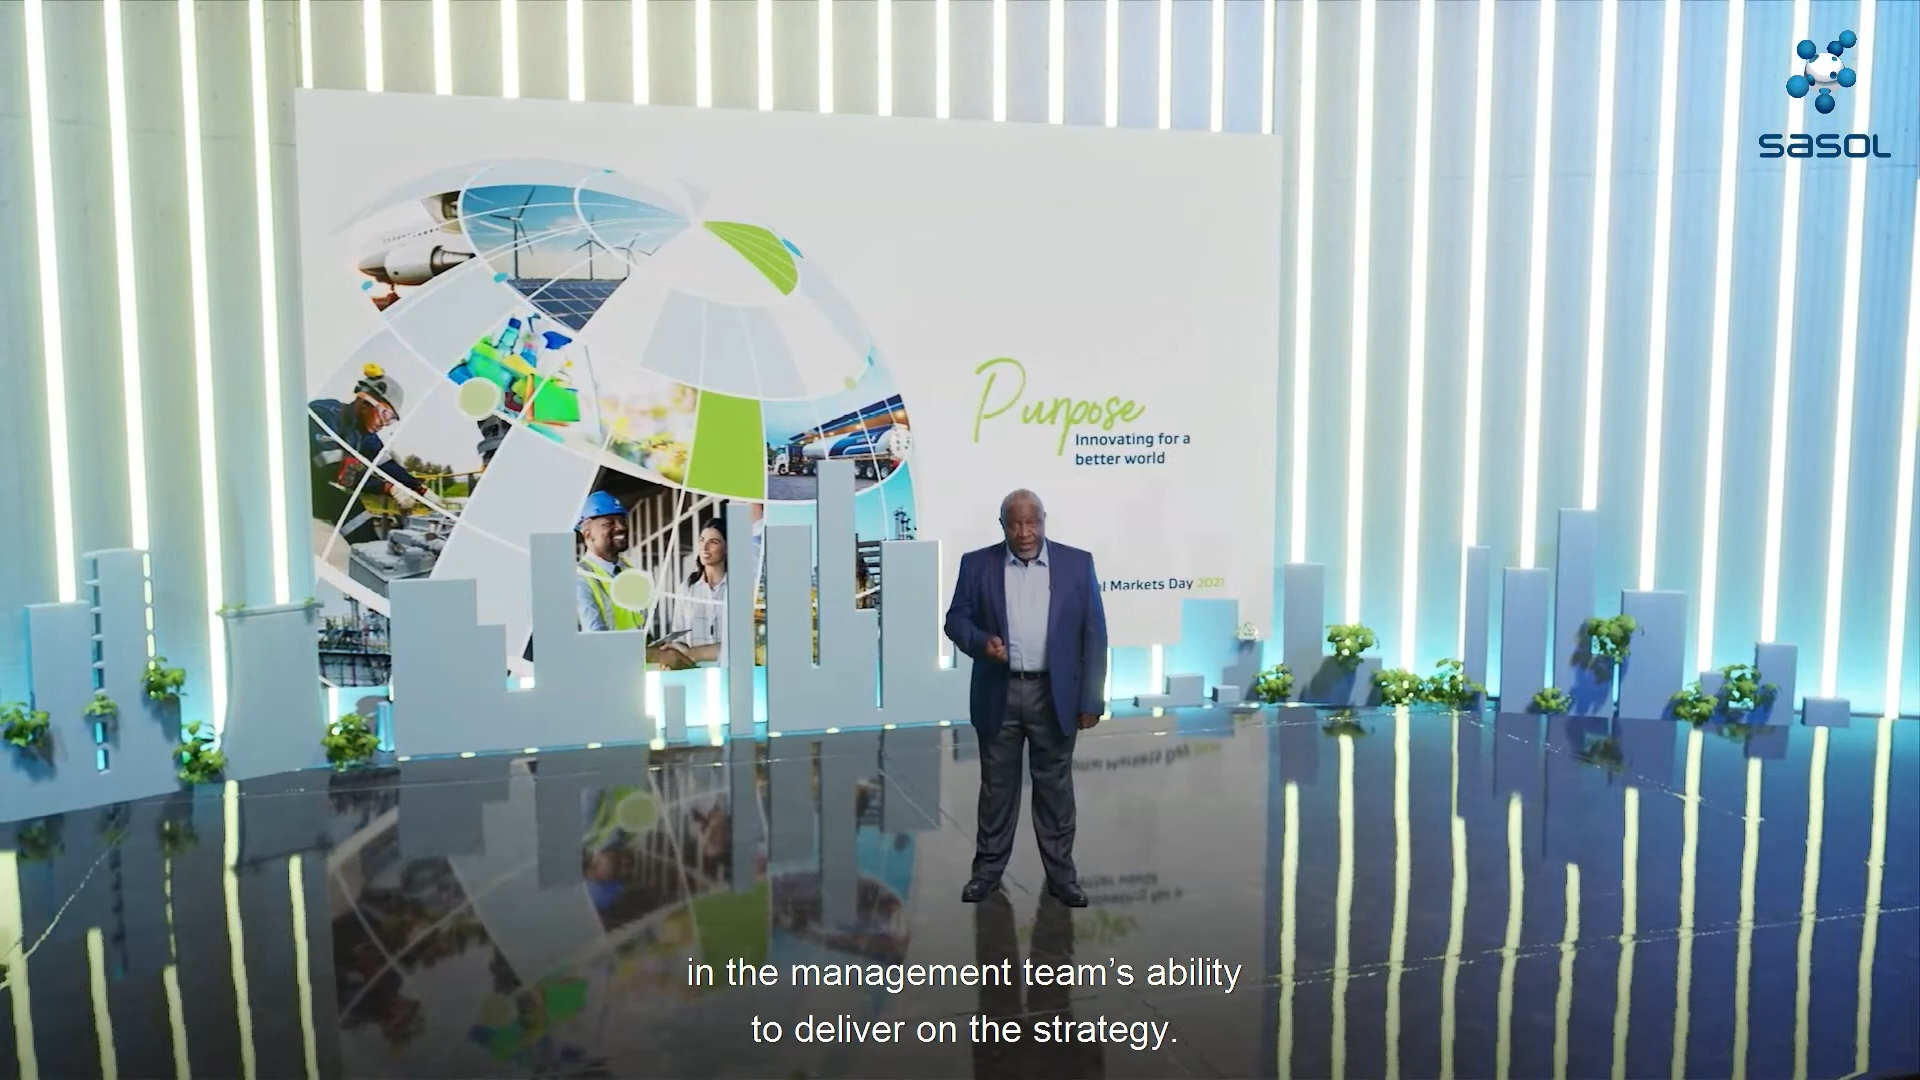 sasol
Purpose
Innovating for a
better world
l Markets Day 2021
in the management team's ability
to deliver on the strategy.